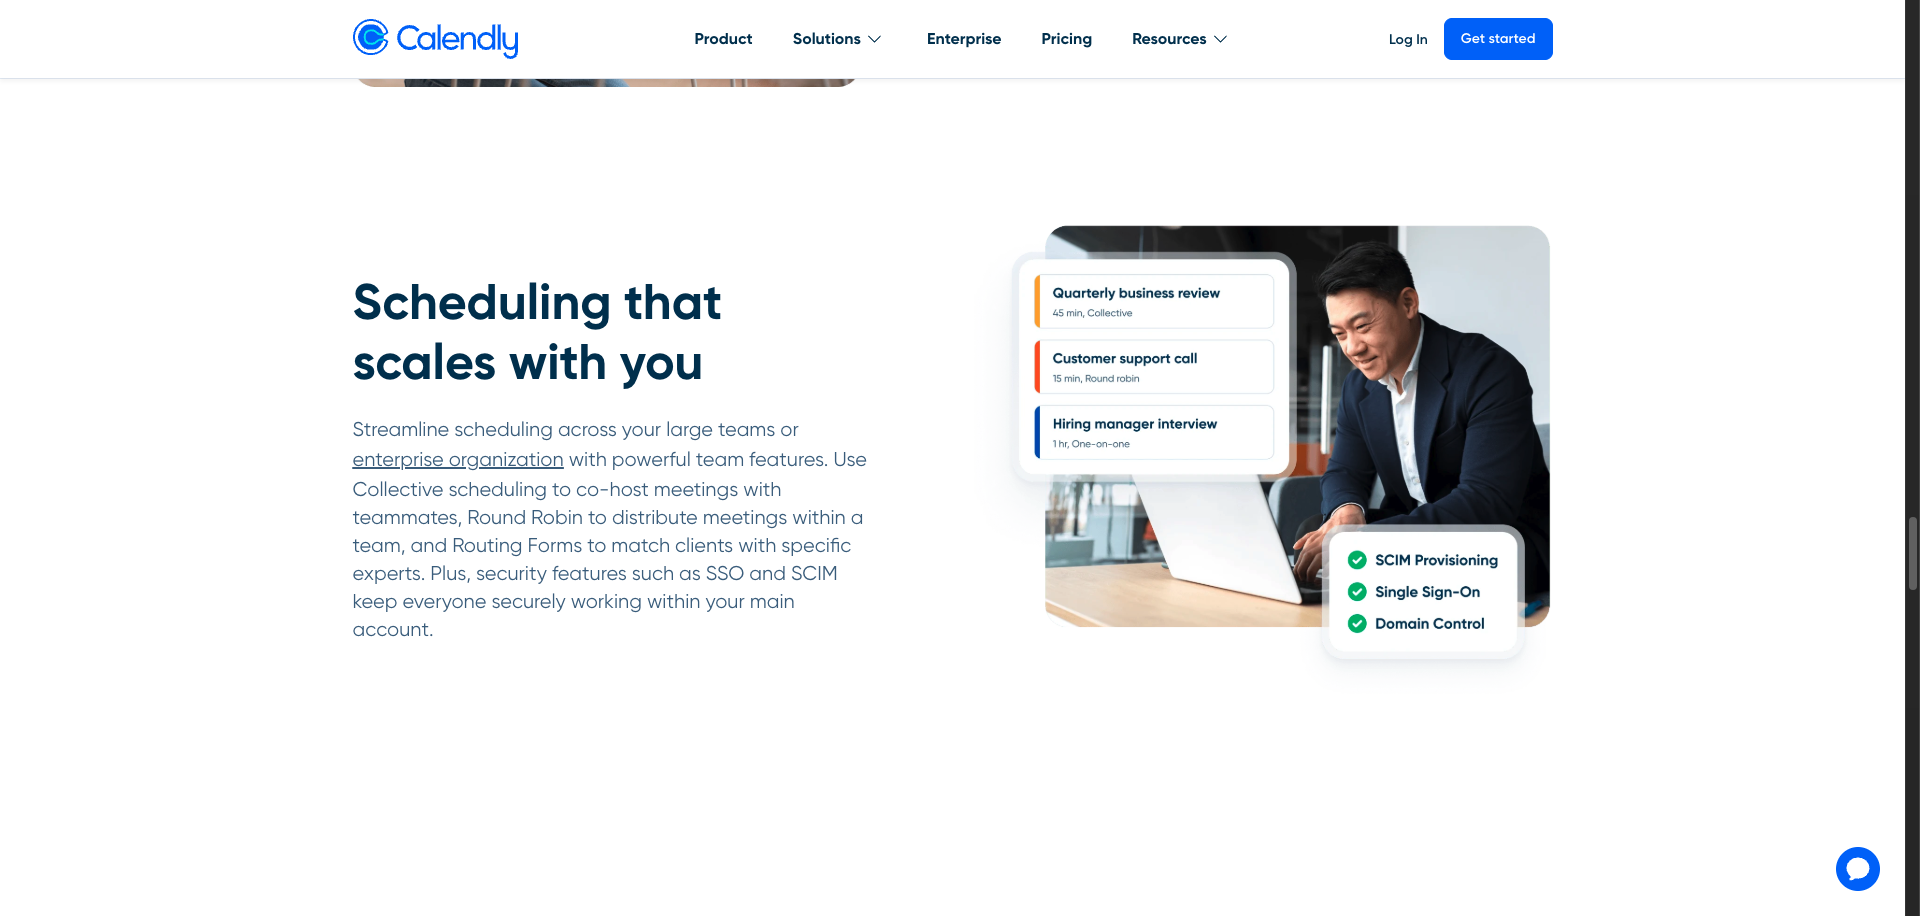 Calendly
Product
Solutions
Enterprise
Pricing
Resources
Log In
Get started
Scheduling that
scales with you
Streamline scheduling across your large teams or
enterprise organization with powerful team features. Use
Collective scheduling to co-host meetings with
teammates, Round Robin to distribute meetings within a
team, and Routing Forms to match clients with specific
experts. Plus, security features such as SSO and SCIM
keep everyone securely working within your main
account.
Quarterly business review
45 min, Collective
Customer support call
15 min, Round robin
Hiring manager interview
1 hr, One-on-one
SCIM Provisioning
Single Sign-On
Domain Control